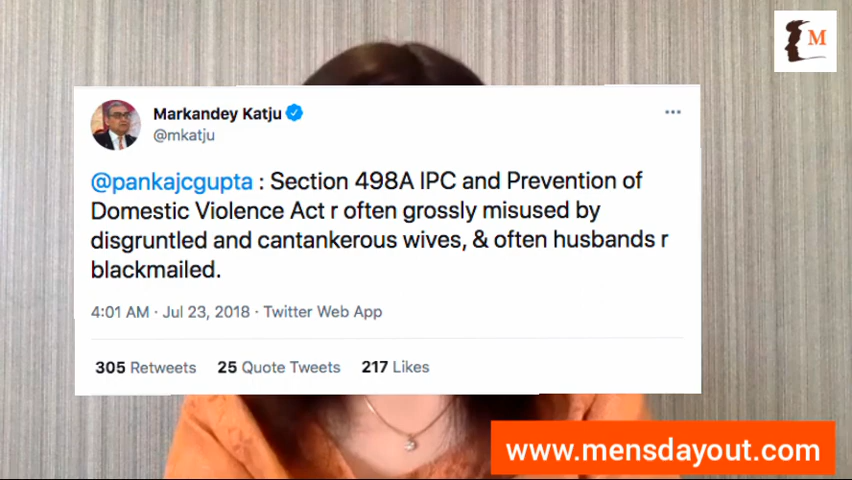 M
Markandey Katju
@mkatju
@pankajcgupta : Section 498A IPC and Prevention of
Domestic Violence Act r often grossly misused by
disgruntled and cantankerous wives, & often husbands r
blackmailed.
4:01 AM · Jul 23, 2018 · Twitter Web App
305 Retweets 25 Quote Tweets 217 Likes
www.mensdayout.com